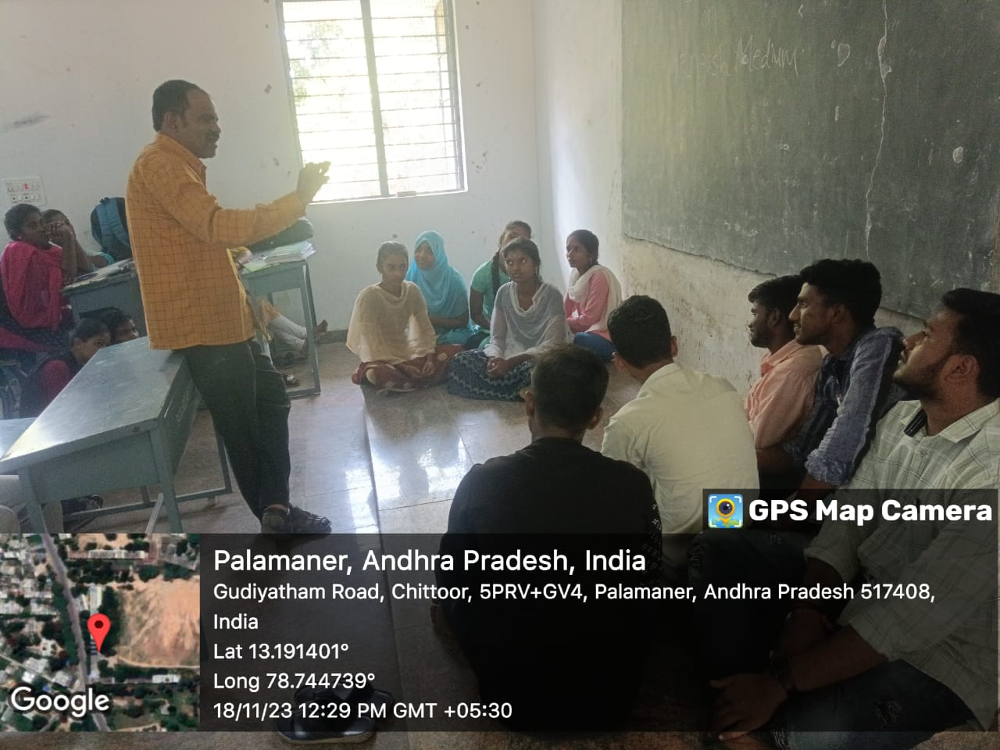 English Medium
GPS Map Camera
Palamaner, Andhra Pradesh, India
Gudiyatham Road, Chittoor, 5PRV+GV4, Palamaner, Andhra Pradesh 517408,
India
Lat 13.191401°
Long 78.744739°
18/11/23 12:29 PM GMT +05:30
Google